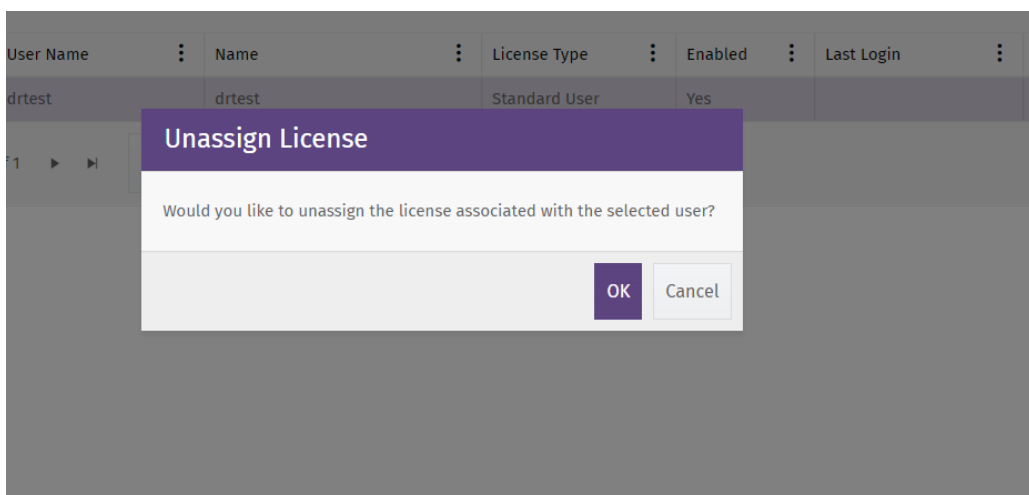 User Name Name License Type Enabled Last Login
drtest drtest Standard User Yes
Unassign License
1
Would you like to unassign the license associated with the selected user?
OK Cancel